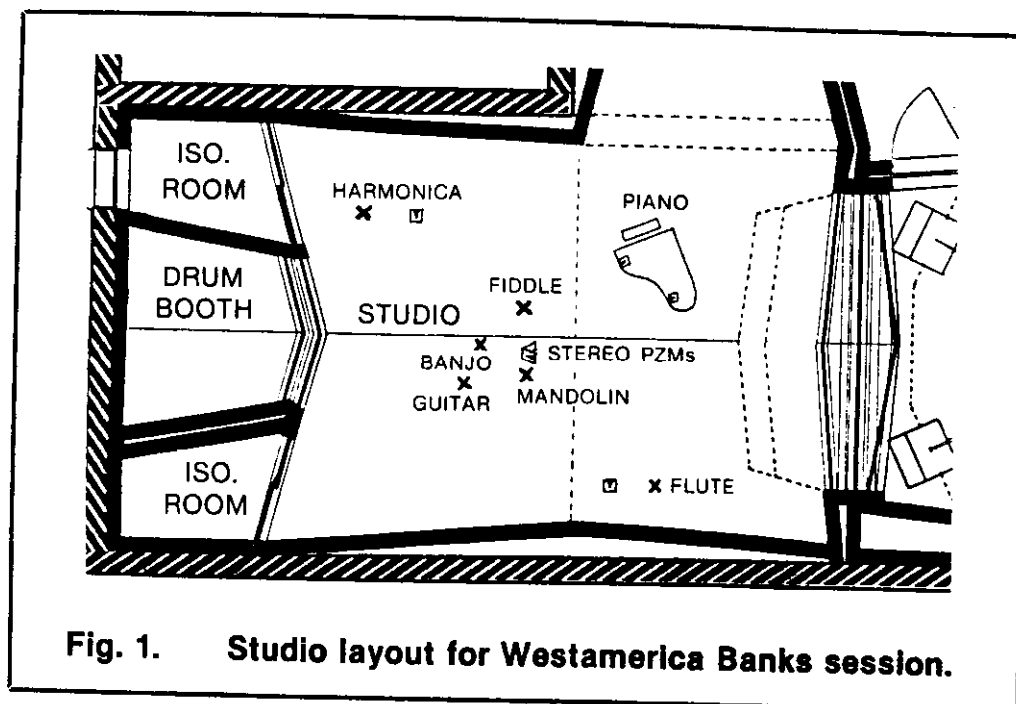 ISO.
ROOM
HARMONICA
PIANO
DRUM
BOOTH
FIDDLE
STUDIO
STEREO PZMs
BANJO
MANDOLIN
GUITAR
ISO.
ROOM
FLUTE
Fig. 1. Studio layout for Westamerica Banks session.